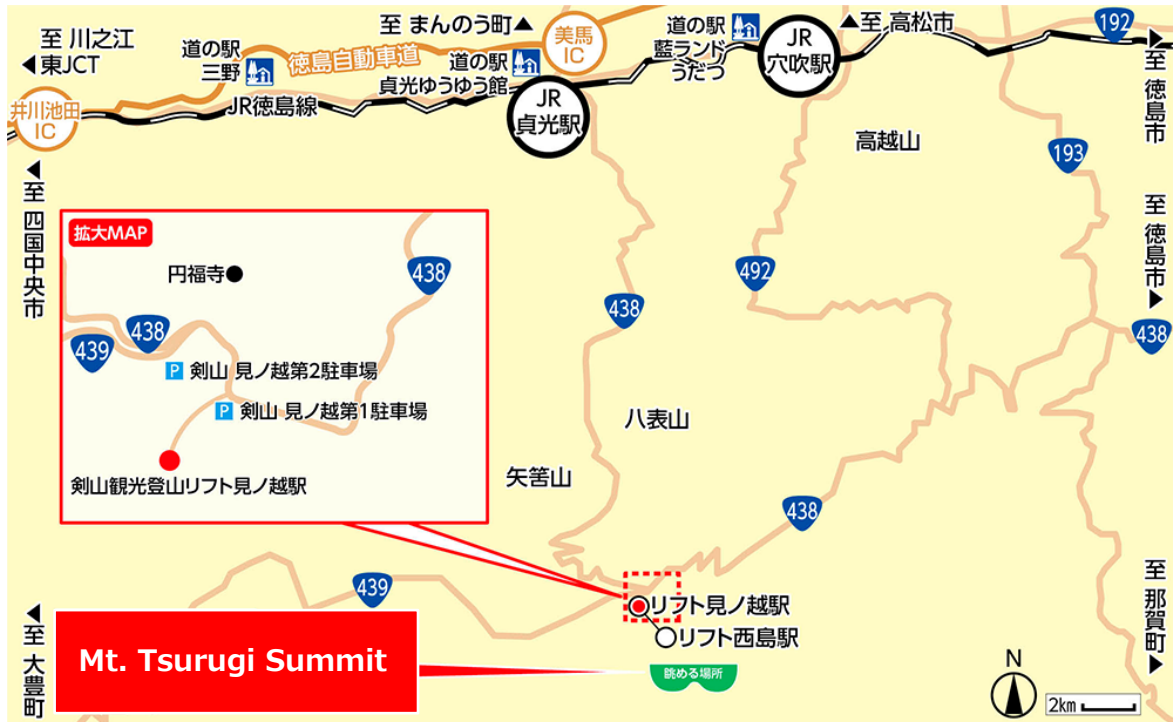 至 川之江
東JCT
道の駅
三野
徳島自動車道
至 まんのう町
道の駅
貞光ゆうゆう館
美馬
IC
道の駅
藍ランド
うだつ
JR
穴吹駅
至 高松市
192
至 徳島市
井川池田
IC
JR徳島線
JR
貞光駅
高越山
193
至 四国中央市
至 徳島市
拡大MAP
円福寺
438
438
439
剣山 見ノ越第2駐車場
剣山 見ノ越第1駐車場
剣山観光登山リフト見ノ越駅
438
492
438
八表山
矢筈山
438
439
リフト見ノ越駅
リフト西島駅
至 那賀町
至 大豊町
Mt. Tsurugi Summit
眺める場所
N
2km